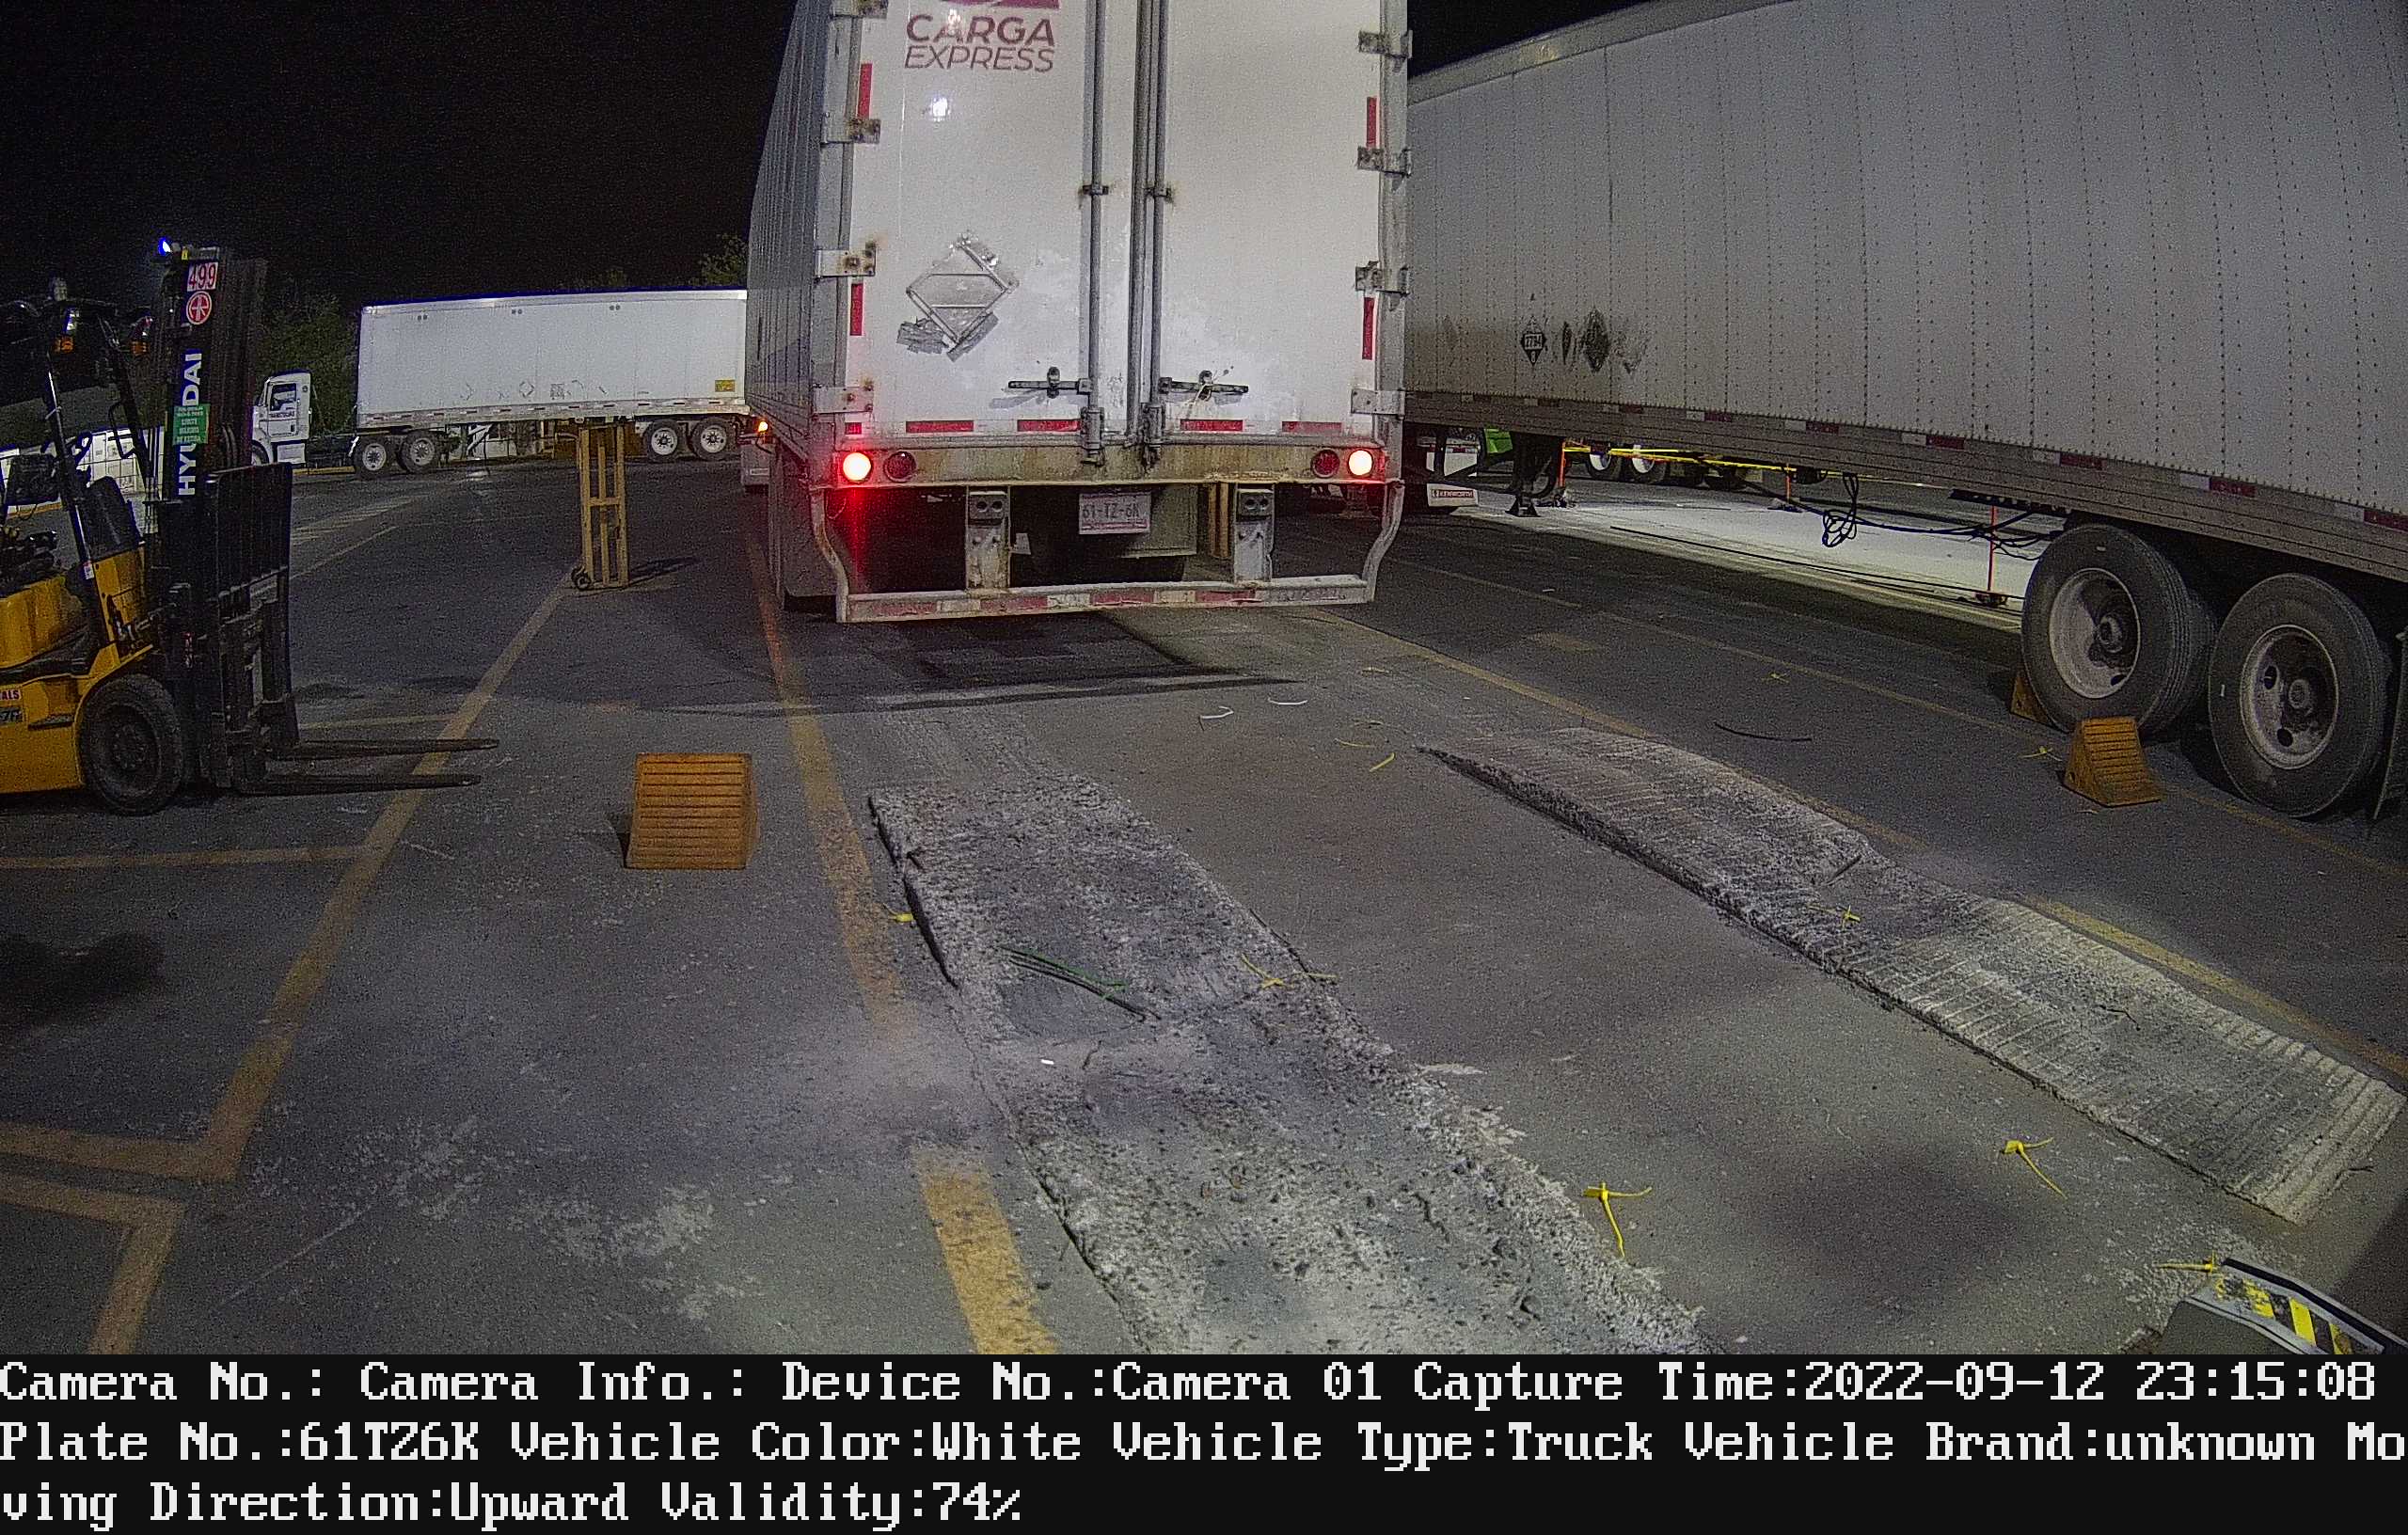 CARGA
EXPRESS
499
HYUNDAI
2794
61-TZ-6K
KENWORTH
Camera No.: Camera Info.: Device No.:Camera 01 Capture Time:2022-09-12 23:15:08
Plate No.:61TZ6K Vehicle Color:White Vehicle Type:Truck Vehicle Brand:unknown Mo
ving Direction:Upward Validity:74%